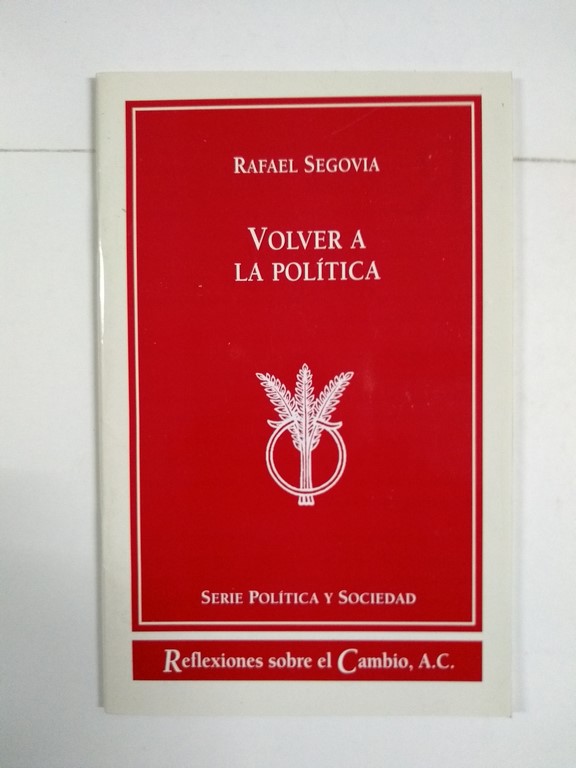 RAFAEL SEGOVIA
VOLVER A
LA POLÍTICA
SERIE POLÍTICA Y SOCIEDAD
Reflexiones sobre el Cambio, A.C.